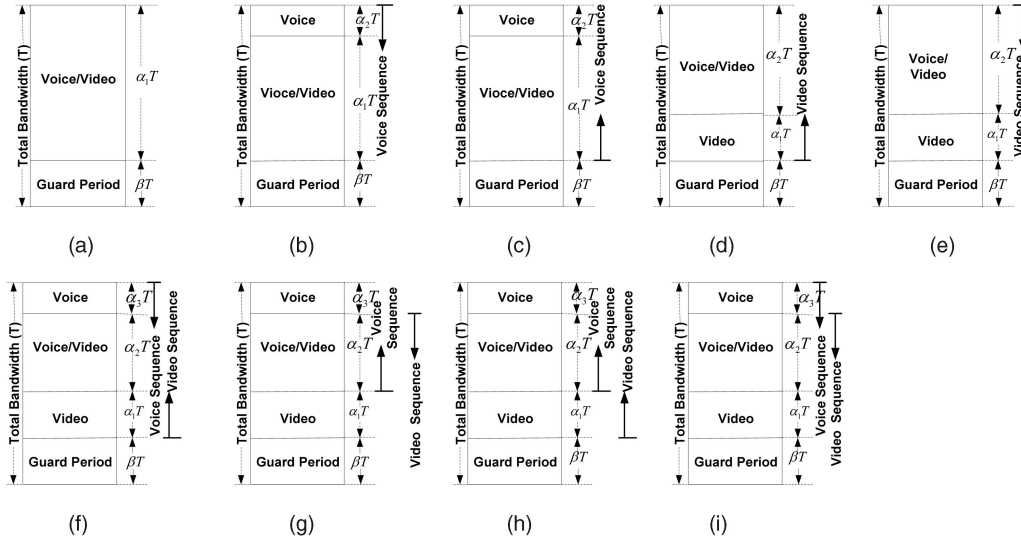 Total Bandwidth (T)
Voice/Video
α₁T
Guard Period
βT
(a)
Total Bandwidth (T)
Voice
α₂T
Vioce/Video
α₁T
Voice Sequence
Guard Period
βT
(b)
Total Bandwidth (T)
Voice
α₂T
Vioce/Video
α₁T
Voice Sequence
Guard Period
βT
(c)
Total Bandwidth (T)
Voice/Video
α₂T
Video
α₁T
Video Sequence
Guard Period
βT
(d)
Total Bandwidth (T)
Voice/
Video
α₂T
Video
α₁T
Video Sequence
Guard Period
βT
(e)
Total Bandwidth (T)
Voice
α₃T
Voice/Video
α₂T
Video
α₁T
Voice Sequence
Video Sequence
Guard Period
βT
(f)
Total Bandwidth (T)
Voice
α₃T
Voice/Video
α₂T
Video
α₁T
Voice
Sequence
Video Sequence
Guard Period
βT
(g)
Total Bandwidth (T)
Voice
α₃T
Voice/Video
α₂T
Video
α₁T
Voice
Sequence
Video Sequence
Guard Period
βT
(h)
Total Bandwidth (T)
Voice
α₃T
Voice/Video
α₂T
Video
α₁T
Voice Sequence
Video Sequence
Guard Period
βT
(i)